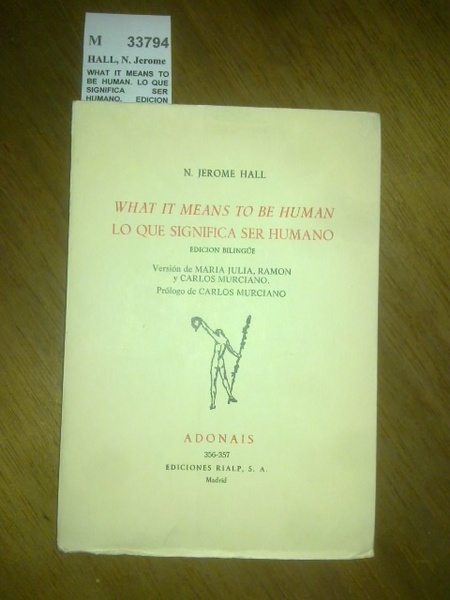 M 33794
HALL, N. Jerome
WHAT IT MEANS TO
BE HUMAN. LO QUE
SIGNIFICA SER
HUMANO. EDICION
N. JEROME HALL
WHAT IT MEANS TO BE HUMAN
LO QUE SIGNIFICA SER HUMANO
EDICION BILINGÜE
Versión de MARIA JULIA, RAMON
y CARLOS MURCIANO.
Prólogo de CARLOS MURCIANO
ADONAIS
356-357
EDICIONES RIALP, S. A.
Madrid